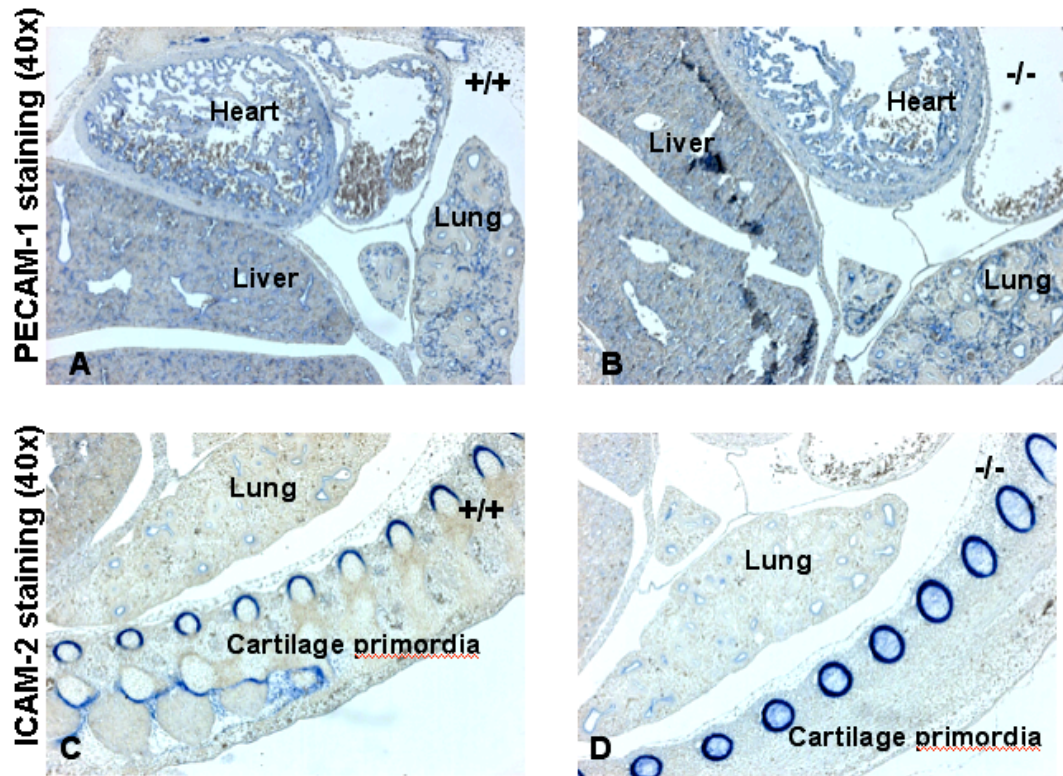 PECAM-1 staining (40x)
Heart
+/+
Lung
Liver
A
-/-
Heart
Liver
Lung
B
ICAM-2 staining (40x)
Lung
+/+
Cartilage primordia
C
-/-
Lung
Cartilage primordia
D